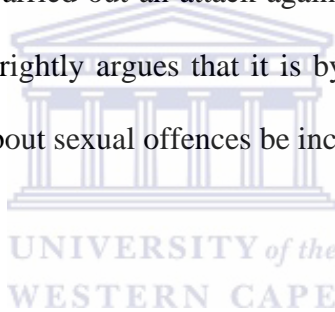 arried out an attack again
rightly argues that it is by
bout sexual offences be inc
UNIVERSITY of the
WESTERN CAPE